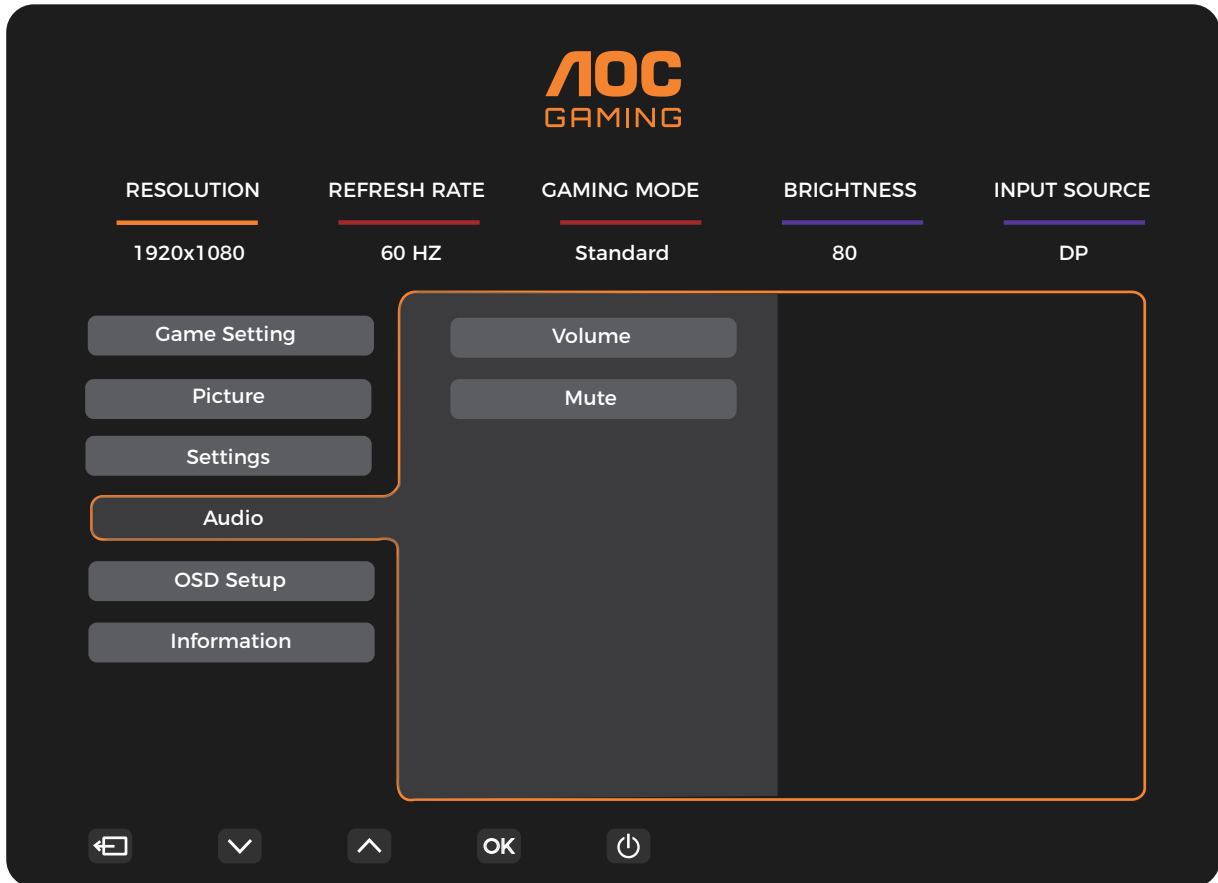 AOC
GAMING
RESOLUTION REFRESH RATE GAMING MODE BRIGHTNESS INPUT SOURCE
1920x1080 60 HZ Standard 80 DP
Game Setting Volume
Picture Mute
Settings
Audio
OSD Setup
Information
OK